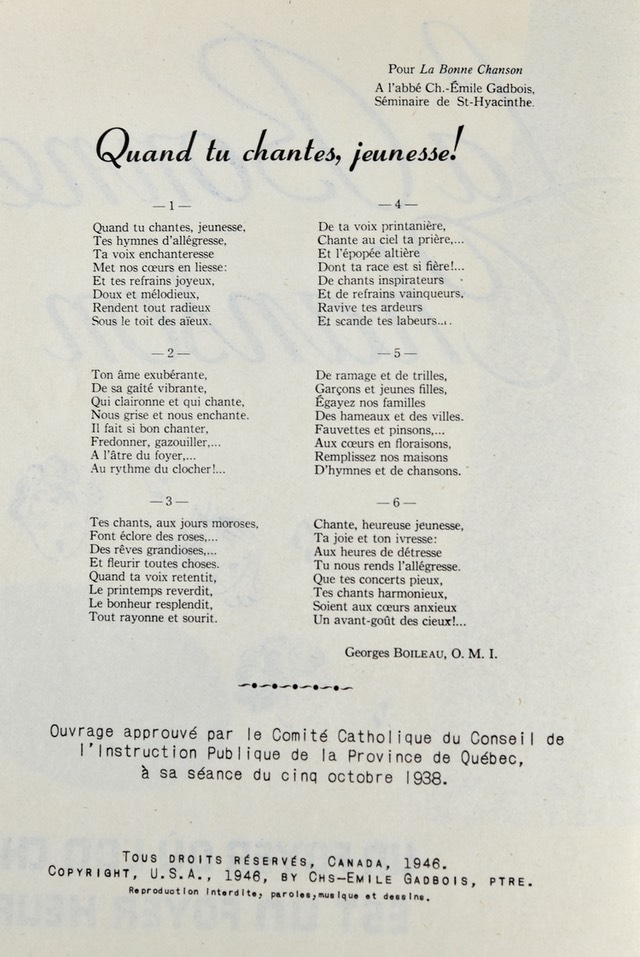 Pour La Bonne Chanson
A l'abbé Ch.-Émile Gadbois,
Séminaire de St-Hyacinthe.
Quand tu chantes, jeunesse!
— 1 —
Quand tu chantes, jeunesse,
Tes hymnes d'allégresse,
Ta voix enchanteresse
Met nos cœurs en liesse:
Et tes refrains joyeux,
Doux et mélodieux,
Rendent tout radieux
Sous le toit des aïeux.
— 2 —
Ton âme exubérante,
De sa gaîté vibrante,
Qui claironne et qui chante,
Nous grise et nous enchante.
Il fait si bon chanter,
Fredonner, gazouiller,...
A l'âtre du foyer,...
Au rythme du clocher!...
— 3 —
Tes chants, aux jours moroses,
Font éclore des roses,...
Des rêves grandioses,...
Et fleurir toutes choses.
Quand ta voix retentit,
Le printemps reverdit,
Le bonheur resplendit,
Tout rayonne et sourit.
— 4 —
De ta voix printanière,
Chante au ciel ta prière,...
Et l'épopée altière
Dont ta race est si fière!...
De chants inspirateurs
Et de refrains vainqueurs,
Ravive tes ardeurs
Et scande tes labeurs....
— 5 —
De ramage et de trilles,
Garçons et jeunes filles,
Égayez nos familles
Des hameaux et des villes.
Fauvettes et pinsons,...
Aux cœurs en floraisons,
Remplissez nos maisons
D'hymnes et de chansons.
— 6 —
Chante, heureuse jeunesse,
Ta joie et ton ivresse:
Aux heures de détresse
Tu nous rends l'allégresse.
Que tes concerts pieux,
Tes chants harmonieux,
Soient aux cœurs anxieux
Un avant-goût des cieux!...
Georges BOILEAU, O. M. I.
Ouvrage approuvé par le Comité Catholique du Conseil de
l'Instruction Publique de la Province de Québec,
à sa séance du cinq octobre 1938.
TOUS DROITS RÉSERVÉS, CANADA, 1946.
COPYRIGHT, U.S.A., 1946, BY CHS-EMILE GADBOIS, PTRE.
Reproduction interdite, paroles,musique et dessins.